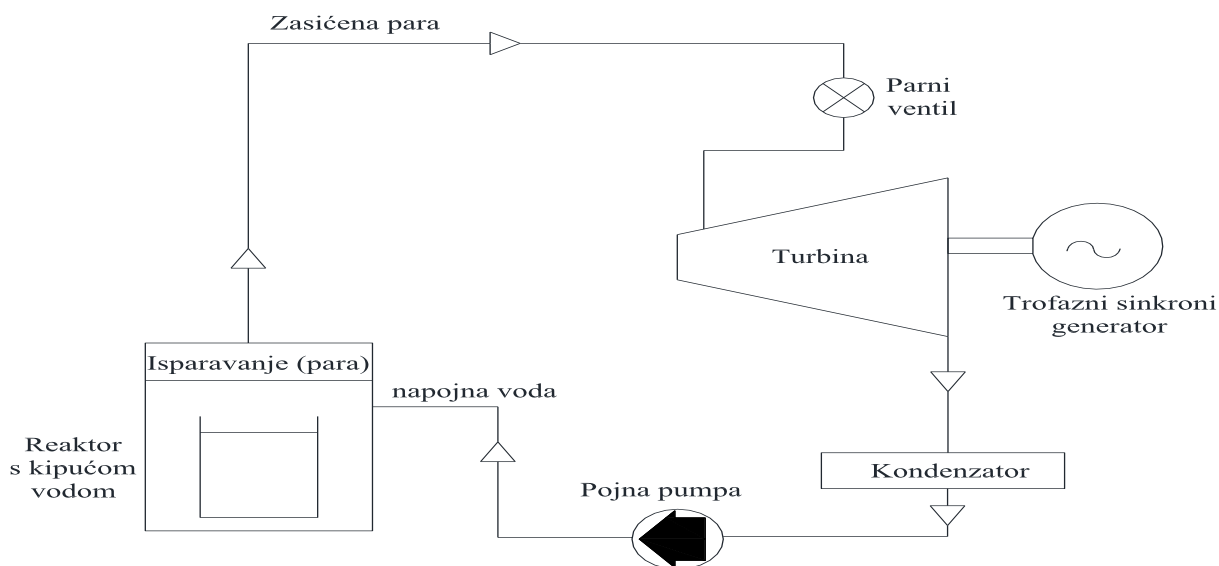 Zasićena para
Parni
ventil
Turbina
Trofazni sinkroni
generator
Isparavanje (para)
napojna voda
Reaktor
s kipućom
vodom
Kondenzator
Pojna pumpa